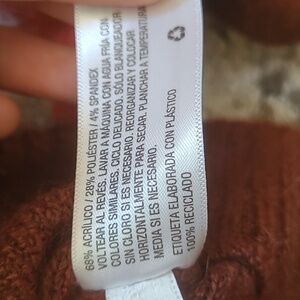 68% ACRÍLICO / 28% POLIÉSTER / 4% SPANDEX
VOLTEAR AL REVÉS. LAVAR A MÁQUINA CON AGUA FRIA CON
COLORES SIMILARES. CICLO DELICADO. SÓLO BLANQUEADOR
SIN CLORO SI ES NECESARIO. REORGANIZAR Y COLOCAR
HORIZONTALMENTE PARA SECAR. PLANCHAR A TEMPERATURA
MEDIA SI ES NECESARIO.
ETIQUETA ELABORADA CON PLÁSTICO
100% RECICLADO